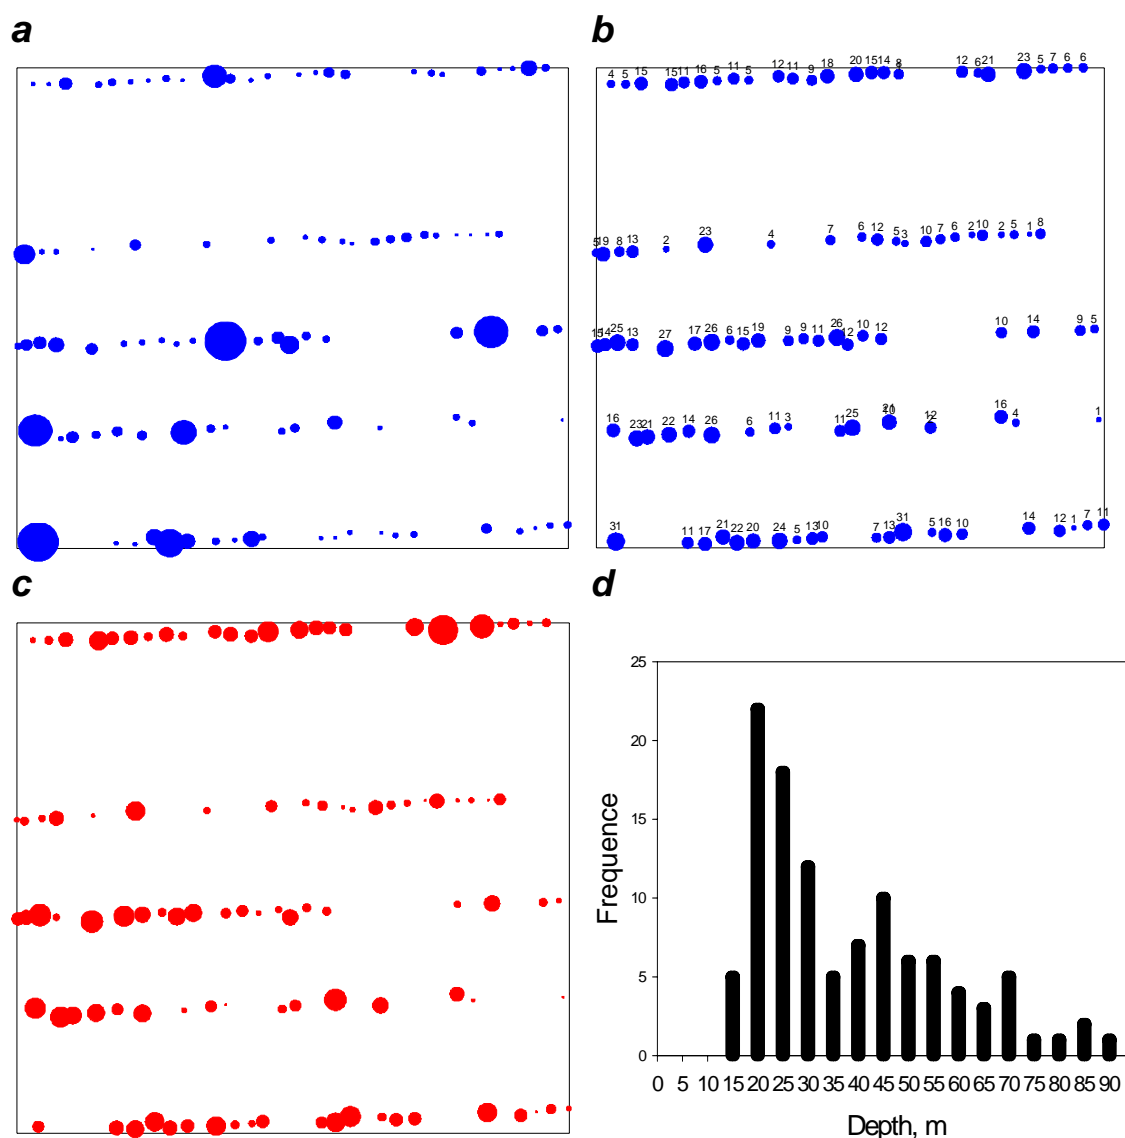 a
b
4 5 15 15 11 16 5 11 5 12 11 9 18 20 15 14 12 6 21 23 5 7 6 6
5 19 8 13 2 23 4 7 6 12 5 3 10 7 6 2 10 2 5 1 8
15 14 25 13 27 17 26 6 15 19 9 9 11 26 12 10 12 10 14 9 5
16 23 21 22 14 26 6 11 3 11 25 21 12 16 4 1
31 11 17 21 22 20 24 5 13 10 7 13 31 5 16 10 14 12 1 7 11
c
d
25
20
15
10
5
0
Frequence
0 5 10 15 20 25 30 35 40 45 50 55 60 65 70 75 80 85 90
Depth, m